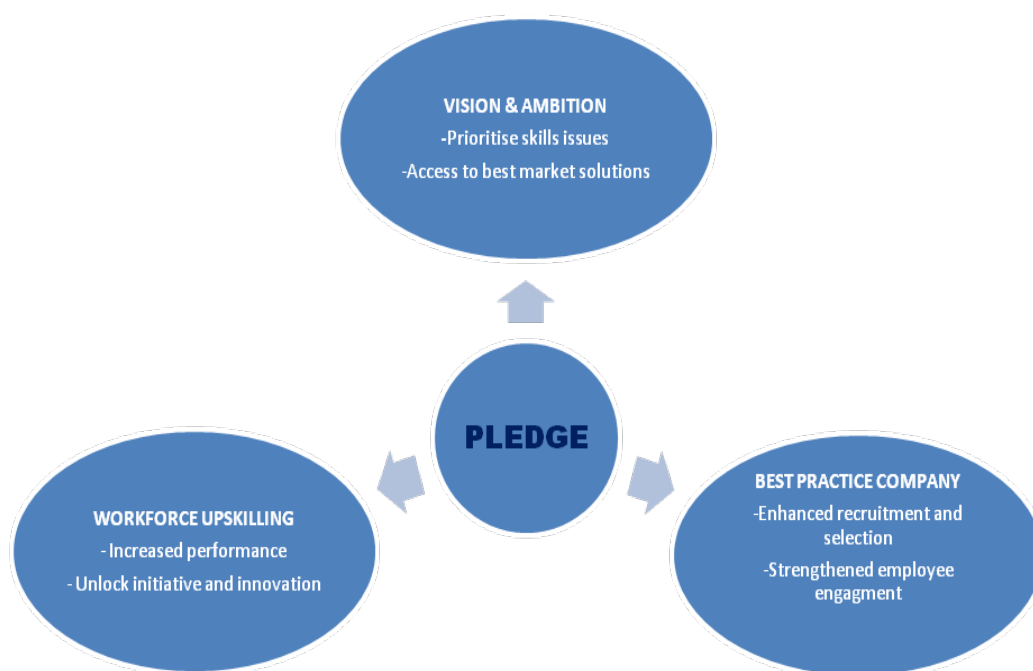 VISION & AMBITION
-Prioritise skills issues
-Access to best market solutions
PLEDGE
WORKFORCE UPSKILLING
- Increased performance
- Unlock initiative and innovation
BEST PRACTICE COMPANY
-Enhanced recruitment and
selection
-Strengthened employee
engagment